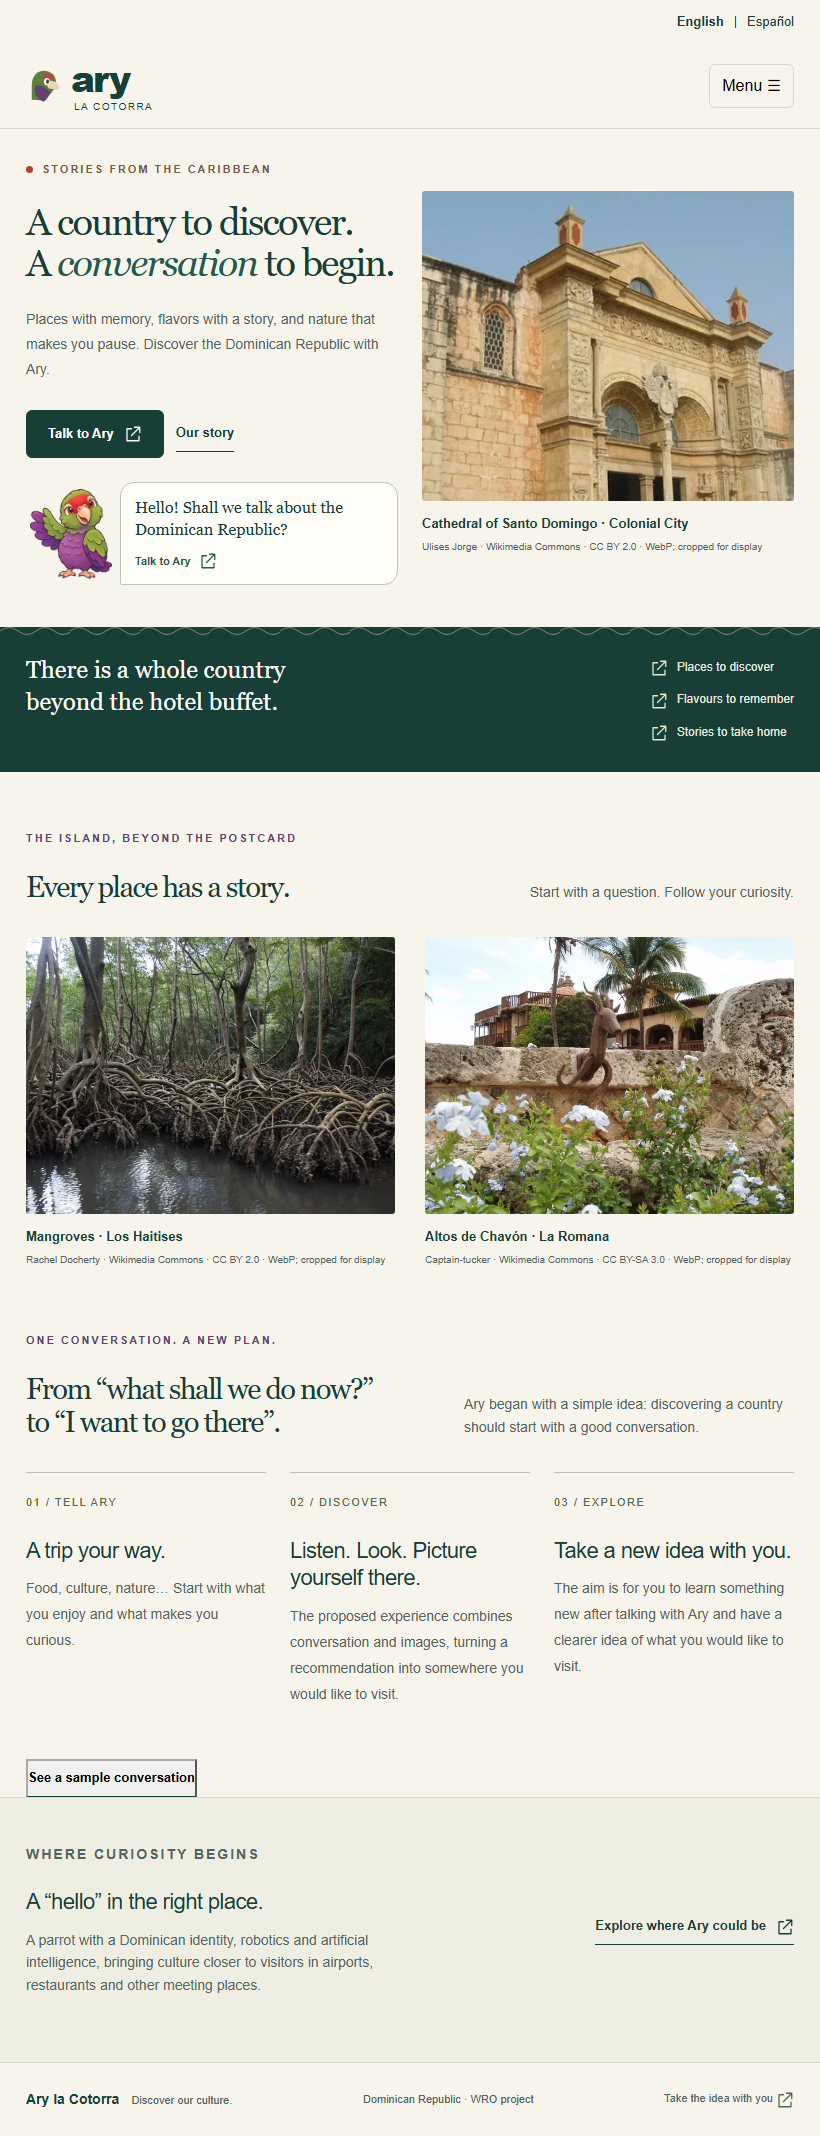 English | Español
ary
LA COTORRA
Menu ☰
STORIES FROM THE CARIBBEAN
A country to discover.
A conversation to begin.
Places with memory, flavors with a story, and nature that
makes you pause. Discover the Dominican Republic with
Ary.
Talk to Ary
Our story
Hello! Shall we talk about the
Dominican Republic?
Talk to Ary
Cathedral of Santo Domingo · Colonial City
Ulises Jorge · Wikimedia Commons · CC BY 2.0 · WebP; cropped for display
There is a whole country
beyond the hotel buffet.
Places to discover
Flavours to remember
Stories to take home
THE ISLAND, BEYOND THE POSTCARD
Every place has a story.
Start with a question. Follow your curiosity.
Mangroves · Los Haitises
Rachel Docherty · Wikimedia Commons · CC BY 2.0 · WebP; cropped for display
Altos de Chavón · La Romana
Captain-tucker · Wikimedia Commons · CC BY-SA 3.0 · WebP; cropped for display
ONE CONVERSATION. A NEW PLAN.
From “what shall we do now?”
to “I want to go there”.
Ary began with a simple idea: discovering a country
should start with a good conversation.
01 / TELL ARY
A trip your way.
Food, culture, nature… Start with what
you enjoy and what makes you
curious.
02 / DISCOVER
Listen. Look. Picture
yourself there.
The proposed experience combines
conversation and images, turning a
recommendation into somewhere you
would like to visit.
03 / EXPLORE
Take a new idea with you.
The aim is for you to learn something
new after talking with Ary and have a
clearer idea of what you would like to
visit.
See a sample conversation
WHERE CURIOSITY BEGINS
A “hello” in the right place.
A parrot with a Dominican identity, robotics and artificial
intelligence, bringing culture closer to visitors in airports,
restaurants and other meeting places.
Explore where Ary could be
Ary la Cotorra
Discover our culture.
Dominican Republic · WRO project
Take the idea with you